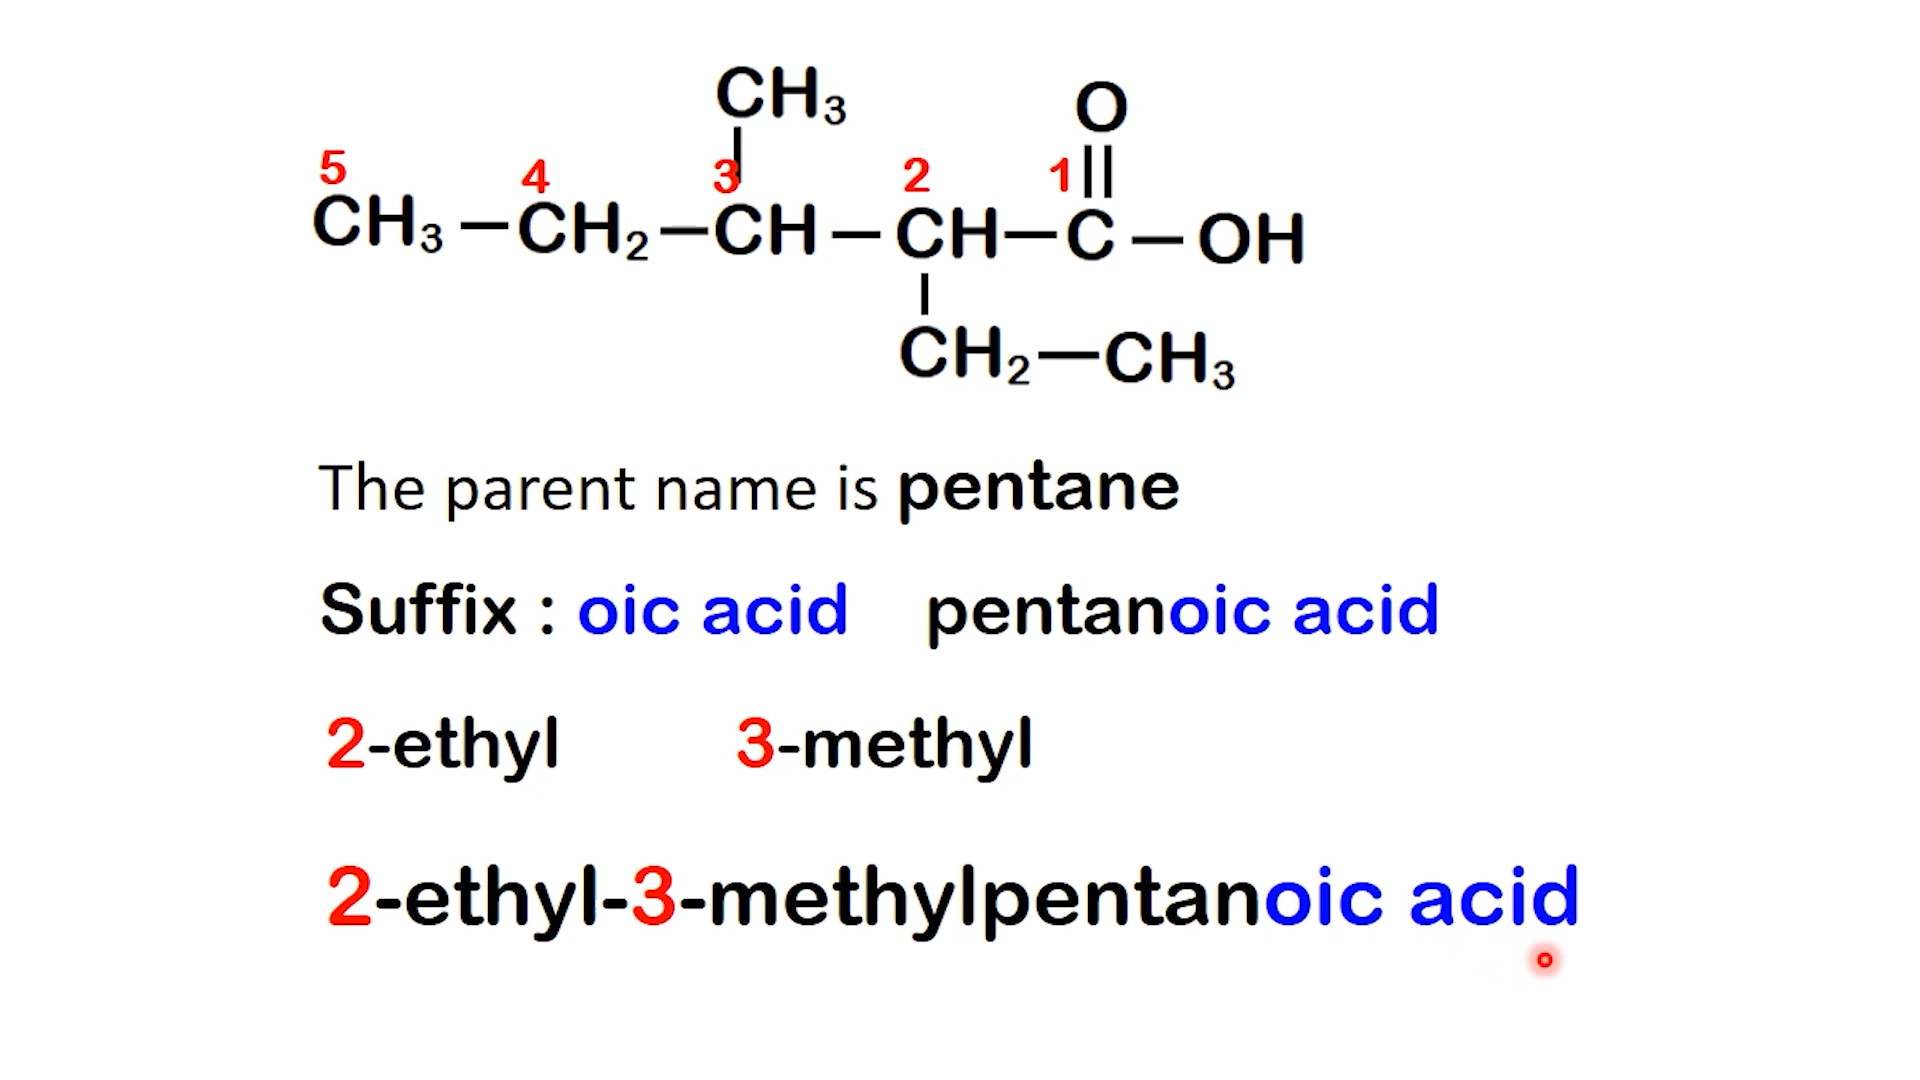 CH₃ O
5 4 3 2 1
CH₃ – CH₂ – CH – CH – C – OH
CH₂ – CH₃
The parent name is pentane
Suffix : oic acid pentanoic acid
2-ethyl 3-methyl
2-ethyl-3-methylpentanoic acid